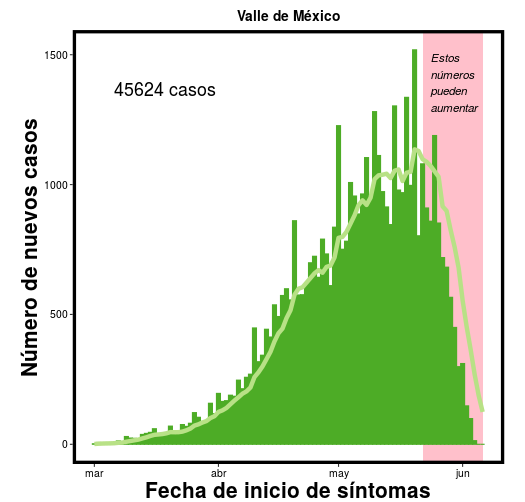 Valle de México
1500
1000
500
0
Número de nuevos casos
45624 casos
Estos
números
pueden
aumentar
mar
abr
may
jun
Fecha de inicio de síntomas